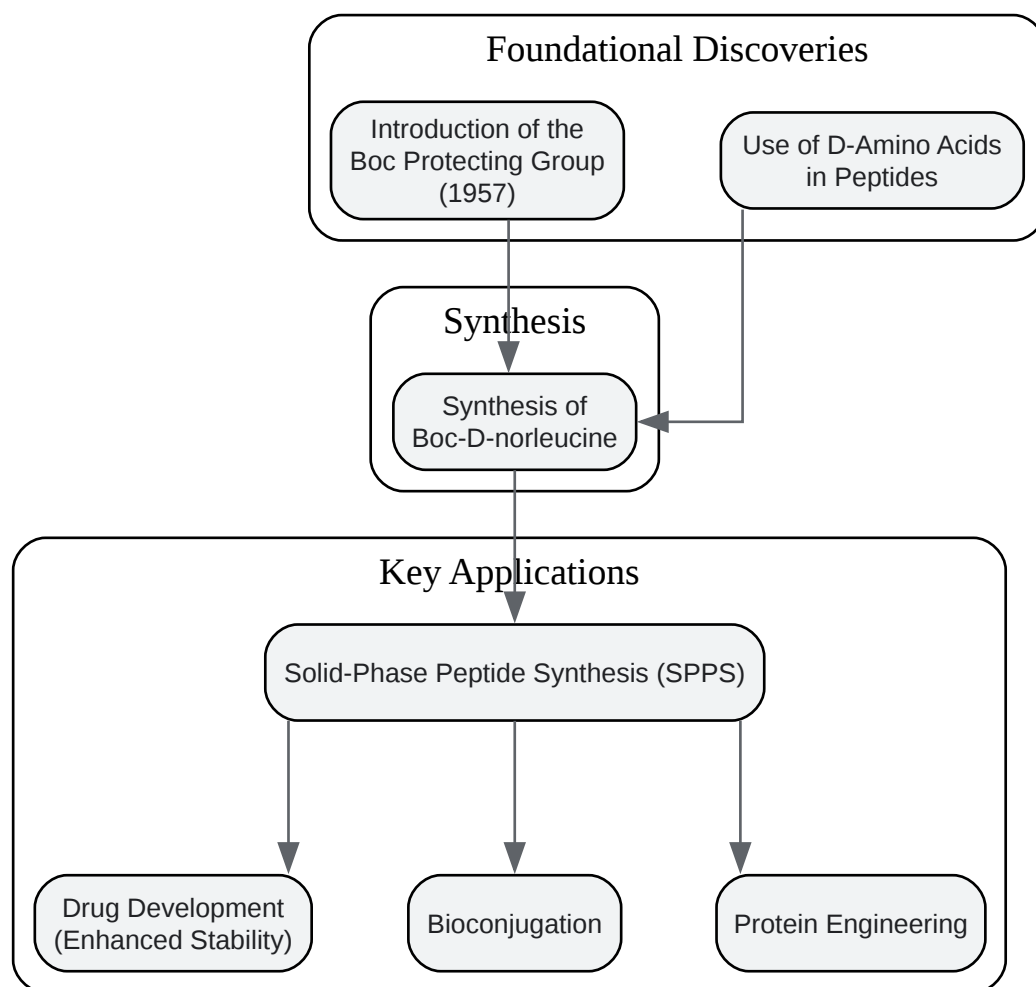 Foundational Discoveries
Introduction of the
Boc Protecting Group
(1957)
Use of D-Amino Acids
in Peptides
Synthesis
Synthesis of
Boc-D-norleucine
Key Applications
Solid-Phase Peptide Synthesis (SPPS)
Drug Development
(Enhanced Stability)
Bioconjugation
Protein Engineering